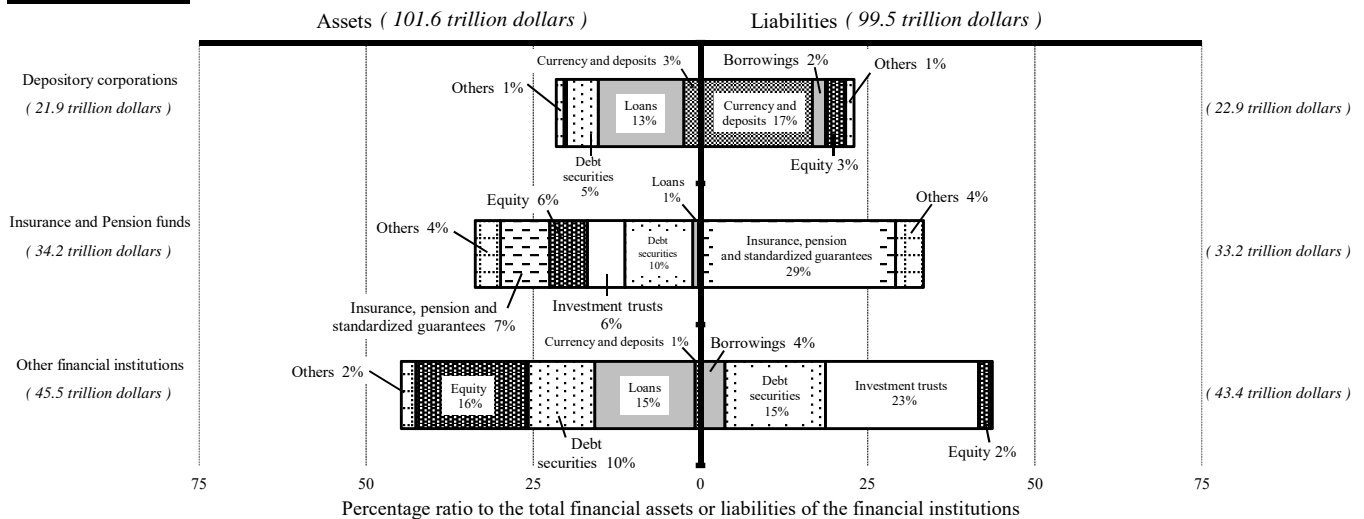 Assets ( 101.6 trillion dollars )
Liabilities ( 99.5 trillion dollars )
Depository corporations
( 21.9 trillion dollars )
Others 1%
Currency and deposits 3%
Loans
13%
Debt
securities
5%
Borrowings 2%
Others 1%
Currency and
deposits 17%
Equity 3%
( 22.9 trillion dollars )
Insurance and Pension funds
( 34.2 trillion dollars )
Others 4%
Equity 6%
Loans
1%
Debt
securities
10%
Insurance, pension and
standardized guarantees 7%
Investment trusts
6%
Insurance, pension
and standardized guarantees
29%
Others 4%
( 33.2 trillion dollars )
Other financial institutions
( 45.5 trillion dollars )
Others 2%
Equity
16%
Debt
securities 10%
Loans
15%
Currency and deposits 1%
Borrowings 4%
Debt
securities
15%
Investment trusts
23%
Equity 2%
( 43.4 trillion dollars )
75 50 25 0 25 50 75
Percentage ratio to the total financial assets or liabilities of the financial institutions